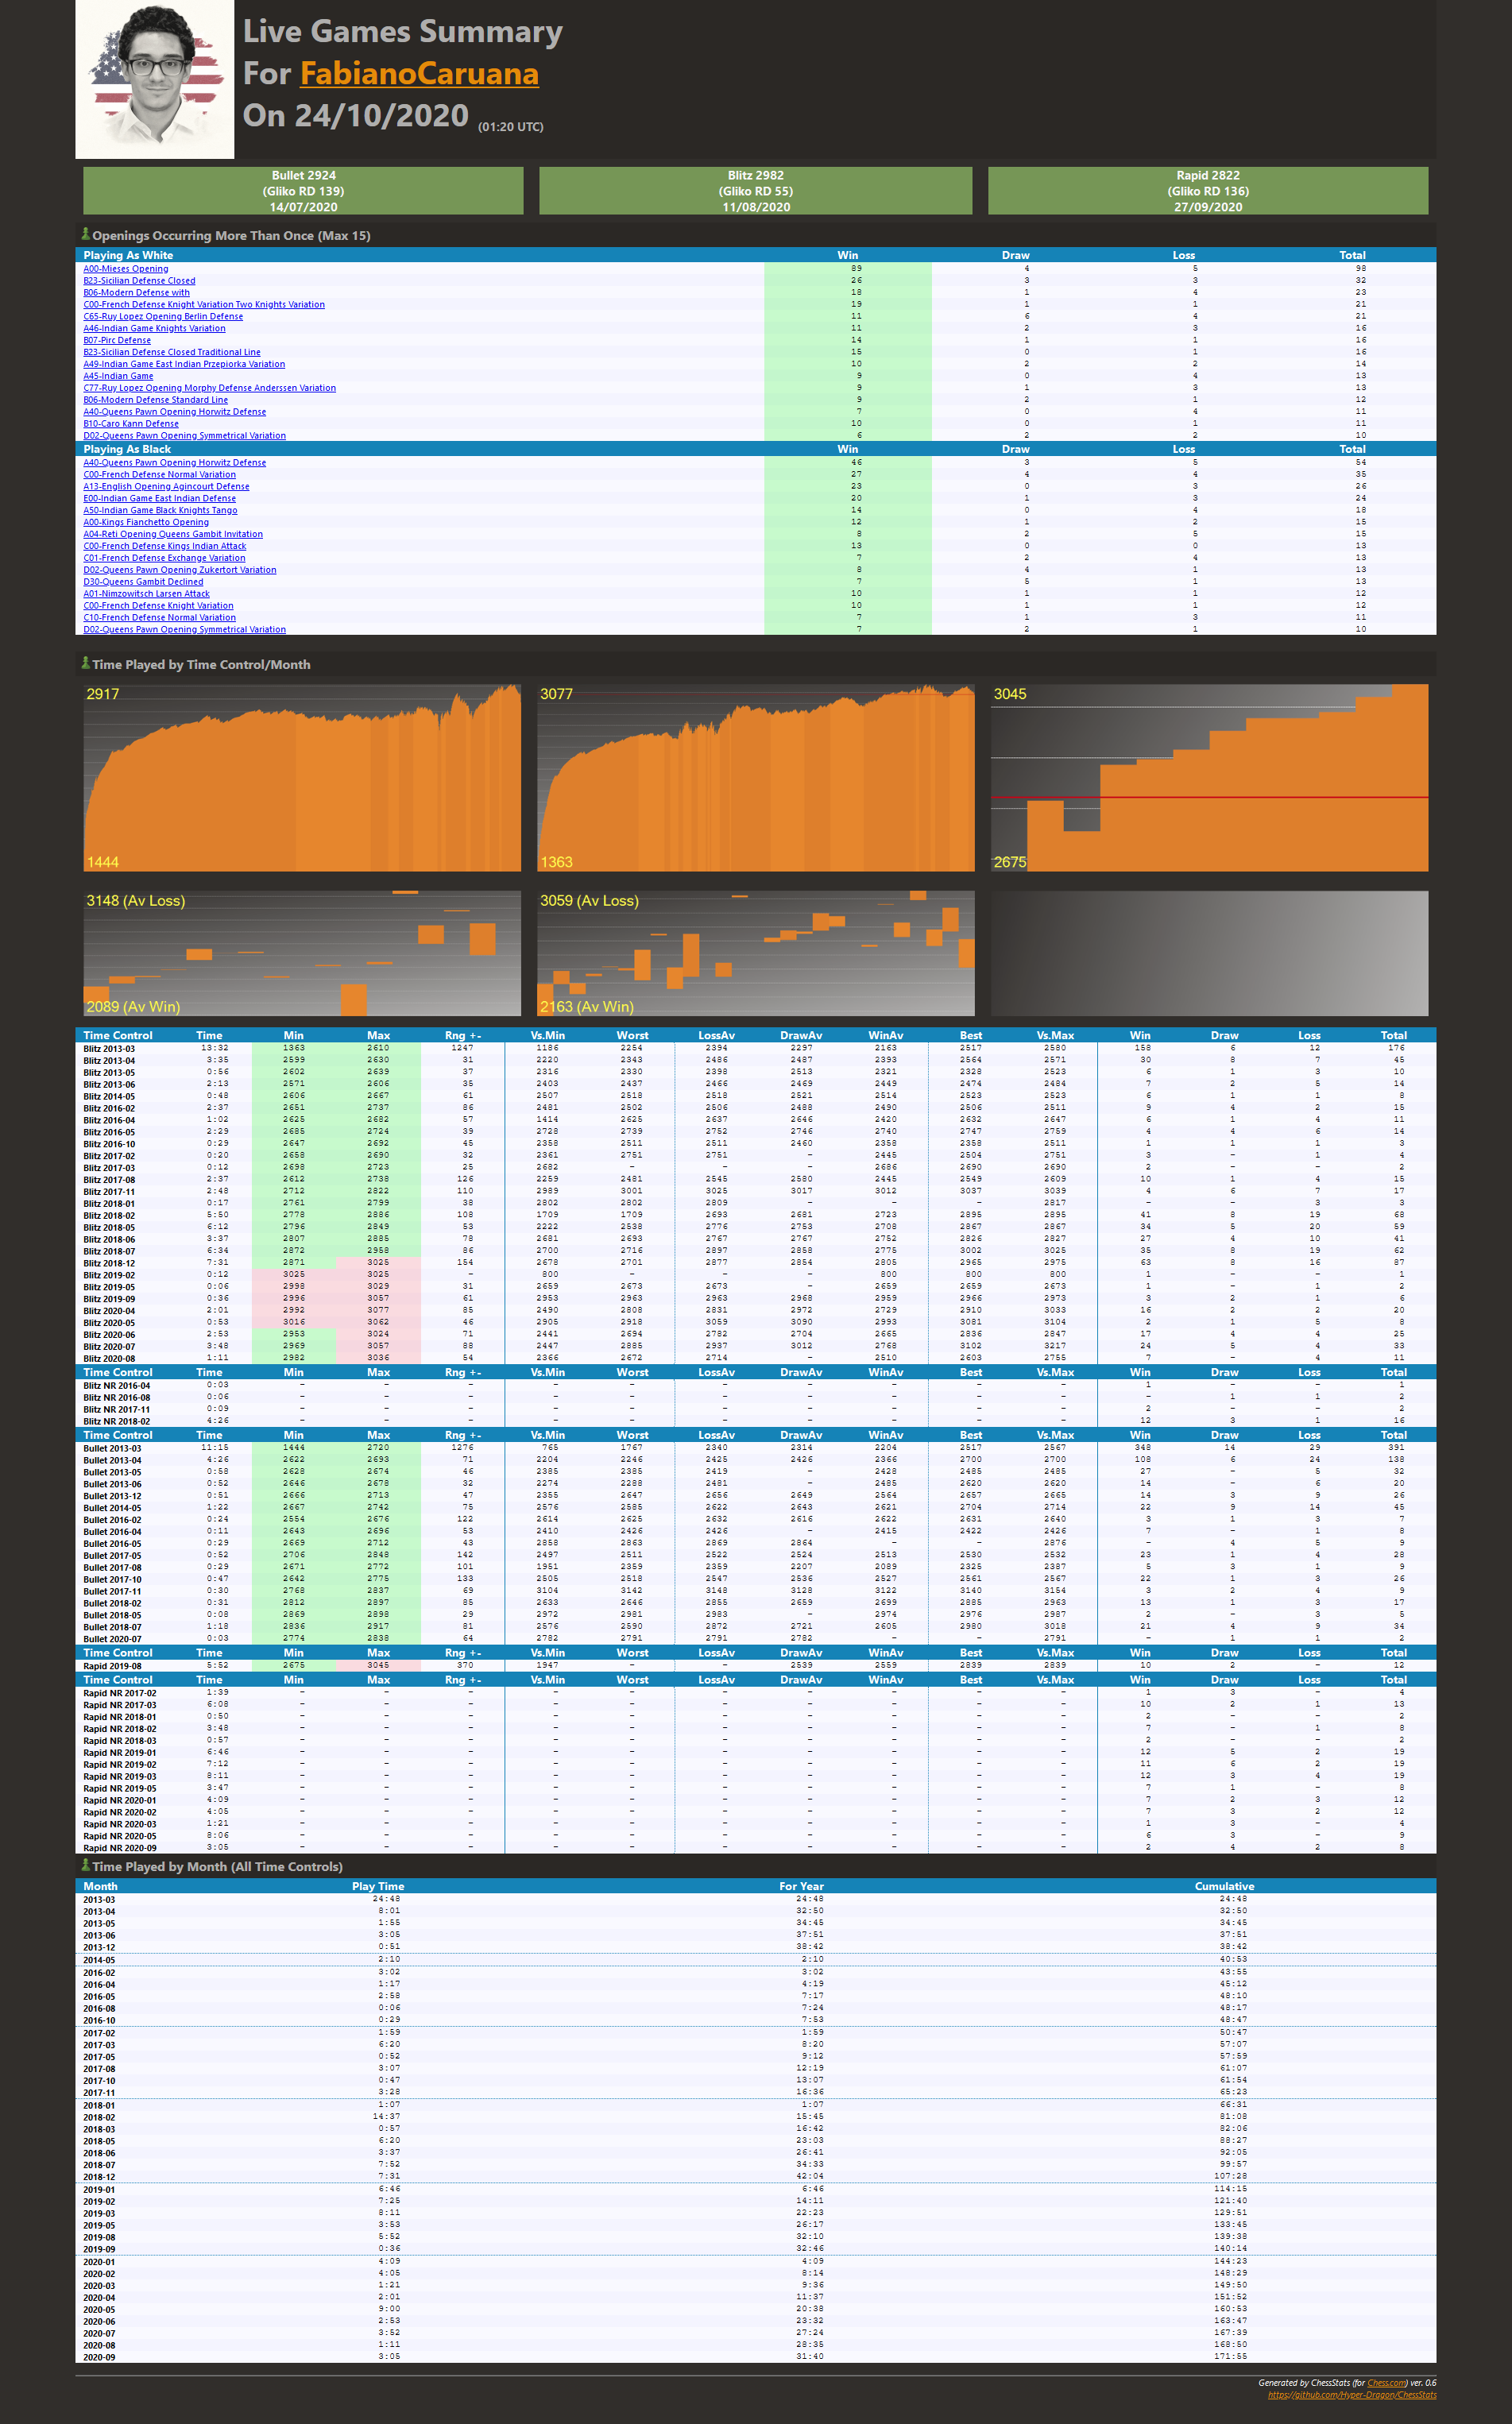 Live Games Summary
For FabianoCaruana
On 24/10/2020 (01:20 UTC)
Bullet 2924 Blitz 2982 Rapid 2822
(Gliko RD 139) (Gliko RD 55) (Gliko RD 136)
14/07/2020 11/08/2020 27/09/2020
Openings Occurring More Than Once (Max 15)
Playing As White Win Draw Loss Total
A00-Mieses Opening 89 4 5 98
B23-Sicilian Defense Closed 26 3 3 32
B06-Modern Defense with 18 1 4 23
C00-French Defense Knight Variation Two Knights Variation 19 1 1 21
C65-Ruy Lopez Opening Berlin Defense 11 6 4 21
A46-Indian Game Knights Variation 11 2 3 16
B07-Pirc Defense 14 1 1 16
B23-Sicilian Defense Closed Traditional Line 15 0 1 16
A49-Indian Game East Indian Przepiorka Variation 10 2 2 14
A45-Indian Game 9 0 4 13
C77-Ruy Lopez Opening Morphy Defense Anderssen Variation 9 1 3 13
B06-Modern Defense Standard Line 9 2 1 12
A40-Queens Pawn Opening Horwitz Defense 7 0 4 11
B10-Caro Kann Defense 10 0 1 11
D02-Queens Pawn Opening Symmetrical Variation 6 2 2 10
Playing As Black Win Draw Loss Total
A40-Queens Pawn Opening Horwitz Defense 46 3 5 54
C00-French Defense Normal Variation 27 4 4 35
A13-English Opening Agincourt Defense 23 0 3 26
E00-Indian Game East Indian Defense 20 1 3 24
A50-Indian Game Black Knights Tango 14 0 4 18
A00-Kings Fianchetto Opening 12 1 2 15
A04-Reti Opening Queens Gambit Invitation 8 2 5 15
C00-French Defense Kings Indian Attack 13 0 0 13
C01-French Defense Exchange Variation 7 2 4 13
D02-Queens Pawn Opening Zukertort Variation 8 4 1 13
D30-Queens Gambit Declined 7 5 1 13
A01-Nimzowitsch Larsen Attack 10 1 1 12
C00-French Defense Knight Variation 10 1 1 12
C10-French Defense Normal Variation 7 1 3 11
D02-Queens Pawn Opening Symmetrical Variation 7 2 1 10
Time Played by Time Control/Month
2917 3077 3045
1444 1363 2675
3148 (Av Loss) 3059 (Av Loss)
2089 (Av Win) 2163 (Av Win)
Time Control Time Min Max Rng +- Vs.Min Worst LossAv DrawAv WinAv Best Vs.Max Win Draw Loss Total
Blitz 2013-03 13:32 1363 2610 1247 1186 2254 2394 2297 2163 2517 2580 158 6 12 176
Blitz 2013-04 3:35 2599 2630 31 2220 2343 2486 2487 2393 2564 2571 30 8 7 45
Blitz 2013-05 0:56 2602 2639 37 2316 2330 2398 2513 2321 2328 2523 6 1 3 10
Blitz 2013-06 2:13 2571 2606 35 2403 2437 2466 2469 2449 2474 2484 7 2 5 14
Blitz 2014-05 0:48 2606 2667 61 2507 2518 2518 2521 2514 2523 2523 6 1 1 8
Blitz 2016-02 2:37 2651 2737 86 2481 2502 2506 2488 2490 2506 2511 9 4 2 15
Blitz 2016-04 1:02 2625 2682 57 1414 2625 2637 2646 2420 2632 2647 6 1 4 11
Blitz 2016-05 2:29 2685 2724 39 2728 2739 2752 2746 2740 2747 2759 4 4 6 14
Blitz 2016-10 0:29 2647 2692 45 2358 2511 2511 2460 2358 2358 2511 1 1 1 3
Blitz 2017-02 0:20 2658 2690 32 2361 2751 2751 - 2445 2504 2751 3 - 1 4
Blitz 2017-03 0:12 2698 2723 25 2682 - - - 2686 2690 2690 2 - - 2
Blitz 2017-08 2:37 2612 2738 126 2259 2481 2545 2580 2445 2549 2609 10 1 4 15
Blitz 2017-11 2:48 2712 2822 110 2989 3001 3025 3017 3012 3037 3039 4 6 7 17
Blitz 2018-01 0:17 2761 2799 38 2802 2802 2809 - - - 2817 - - 3 3
Blitz 2018-02 5:50 2778 2886 108 1709 1709 2693 2681 2723 2895 2895 41 8 19 68
Blitz 2018-05 6:12 2796 2849 53 2222 2538 2776 2753 2708 2867 2867 34 5 20 59
Blitz 2018-06 3:37 2807 2885 78 2681 2693 2767 2767 2752 2826 2827 27 4 10 41
Blitz 2018-07 6:34 2872 2958 86 2700 2716 2897 2858 2775 3002 3025 35 8 19 62
Blitz 2018-12 7:31 2871 3025 154 2678 2701 2877 2854 2805 2965 2975 63 8 16 87
Blitz 2019-02 0:12 3025 3025 - 800 - - - 800 800 800 1 - - 1
Blitz 2019-05 0:06 2998 3029 31 2659 2673 2673 - 2659 2659 2673 1 - 1 2
Blitz 2019-09 0:36 2996 3057 61 2953 2963 2963 2968 2959 2966 2973 3 2 1 6
Blitz 2020-04 2:01 2992 3077 85 2490 2808 2831 2972 2729 2910 3033 16 2 2 20
Blitz 2020-05 0:53 3016 3062 46 2905 2918 3059 3090 2993 3081 3104 2 1 5 8
Blitz 2020-06 2:53 2953 3024 71 2441 2694 2782 2704 2665 2836 2847 17 4 4 25
Blitz 2020-07 3:48 2969 3057 88 2447 2885 2937 3012 2768 3102 3217 24 5 4 33
Blitz 2020-08 1:11 2982 3036 54 2366 2672 2714 - 2510 2603 2755 7 - 4 11
Time Control Time Min Max Rng +- Vs.Min Worst LossAv DrawAv WinAv Best Vs.Max Win Draw Loss Total
Blitz NR 2016-04 0:03 - - - - - - - - - - 1 - - 1
Blitz NR 2016-08 0:06 - - - - - - - - - - - 1 1 2
Blitz NR 2017-11 0:09 - - - - - - - - - - 2 - - 2
Blitz NR 2018-02 4:26 - - - - - - - - - - 12 3 1 16
Time Control Time Min Max Rng +- Vs.Min Worst LossAv DrawAv WinAv Best Vs.Max Win Draw Loss Total
Bullet 2013-03 11:15 1444 2720 1276 765 1767 2340 2314 2204 2517 2567 348 14 29 391
Bullet 2013-04 4:26 2622 2693 71 2204 2246 2425 2426 2366 2700 2700 108 6 24 138
Bullet 2013-05 0:58 2628 2674 46 2385 2385 2419 - 2428 2485 2485 27 - 5 32
Bullet 2013-06 0:52 2646 2678 32 2274 2288 2481 - 2485 2620 2620 14 - 6 20
Bullet 2013-12 0:51 2666 2713 47 2355 2647 2656 2649 2564 2657 2665 14 3 9 26
Bullet 2014-05 1:22 2667 2742 75 2576 2585 2622 2643 2621 2704 2714 22 9 14 45
Bullet 2016-02 0:24 2554 2676 122 2614 2625 2632 2616 2622 2631 2640 3 1 3 7
Bullet 2016-04 0:11 2643 2696 53 2410 2426 2426 - 2415 2422 2426 7 - 1 8
Bullet 2016-05 0:29 2669 2712 43 2858 2863 2869 2864 - - 2876 - 4 5 9
Bullet 2017-05 0:52 2706 2848 142 2497 2511 2522 2524 2513 2530 2532 23 1 4 28
Bullet 2017-08 0:29 2671 2772 101 1951 2359 2359 2207 2089 2325 2387 5 3 1 9
Bullet 2017-10 0:47 2642 2775 133 2505 2518 2547 2536 2527 2561 2567 22 1 3 26
Bullet 2017-11 0:30 2768 2837 69 3104 3142 3148 3128 3122 3140 3154 3 2 4 9
Bullet 2018-02 0:31 2812 2897 85 2633 2646 2855 2659 2699 2885 2963 13 1 3 17
Bullet 2018-05 0:08 2869 2898 29 2972 2981 2983 - 2974 2976 2987 2 - 3 5
Bullet 2018-07 1:18 2836 2917 81 2576 2590 2872 2721 2605 2980 3018 21 4 9 34
Bullet 2020-07 0:03 2774 2838 64 2782 2791 2791 2782 - - 2791 - 1 1 2
Time Control Time Min Max Rng +- Vs.Min Worst LossAv DrawAv WinAv Best Vs.Max Win Draw Loss Total
Rapid 2019-08 5:52 2675 3045 370 1947 - - 2539 2559 2839 2839 10 2 - 12
Time Control Time Min Max Rng +- Vs.Min Worst LossAv DrawAv WinAv Best Vs.Max Win Draw Loss Total
Rapid NR 2017-02 1:39 - - - - - - - - - - 1 3 - 4
Rapid NR 2017-03 6:08 - - - - - - - - - - 10 2 1 13
Rapid NR 2018-01 0:50 - - - - - - - - - - 2 - - 2
Rapid NR 2018-02 3:48 - - - - - - - - - - 7 - 1 8
Rapid NR 2018-03 0:57 - - - - - - - - - - 2 - - 2
Rapid NR 2019-01 6:46 - - - - - - - - - - 12 5 2 19
Rapid NR 2019-02 7:12 - - - - - - - - - - 11 6 2 19
Rapid NR 2019-03 8:11 - - - - - - - - - - 12 3 4 19
Rapid NR 2019-05 3:47 - - - - - - - - - - 7 1 - 8
Rapid NR 2020-01 4:09 - - - - - - - - - - 7 2 3 12
Rapid NR 2020-02 4:05 - - - - - - - - - - 7 3 2 12
Rapid NR 2020-03 1:21 - - - - - - - - - - 1 3 - 4
Rapid NR 2020-05 8:06 - - - - - - - - - - 6 3 - 9
Rapid NR 2020-09 3:05 - - - - - - - - - - 2 4 2 8
Time Played by Month (All Time Controls)
Month Play Time For Year Cumulative
2013-03 24:48 24:48 24:48
2013-04 8:01 32:50 32:50
2013-05 1:55 34:45 34:45
2013-06 3:05 37:51 37:51
2013-12 0:51 38:42 38:42
2014-05 2:10 2:10 40:53
2016-02 3:02 3:02 43:55
2016-04 1:17 4:19 45:12
2016-05 2:58 7:17 48:10
2016-08 0:06 7:24 48:17
2016-10 0:29 7:53 48:47
2017-02 1:59 1:59 50:47
2017-03 6:20 8:20 57:07
2017-05 0:52 9:12 57:59
2017-08 3:07 12:19 61:07
2017-10 0:47 13:07 61:54
2017-11 3:28 16:36 65:23
2018-01 1:07 1:07 66:31
2018-02 14:37 15:45 81:08
2018-03 0:57 16:42 82:06
2018-05 6:20 23:03 88:27
2018-06 3:37 26:41 92:05
2018-07 7:52 34:33 99:57
2018-12 7:31 42:04 107:28
2019-01 6:46 6:46 114:15
2019-02 7:25 14:11 121:40
2019-03 8:11 22:23 129:51
2019-05 3:53 26:17 133:45
2019-08 5:52 32:10 139:38
2019-09 0:36 32:46 140:14
2020-01 4:09 4:09 144:23
2020-02 4:05 8:14 148:29
2020-03 1:21 9:36 149:50
2020-04 2:01 11:37 151:52
2020-05 9:00 20:38 160:53
2020-06 2:53 23:32 163:47
2020-07 3:52 27:24 167:39
2020-08 1:11 28:35 168:50
2020-09 3:05 31:40 171:55
Generated by ChessStats (for Chess.com) ver. 0.6
https://github.com/Hyper-Dragon/ChessStats